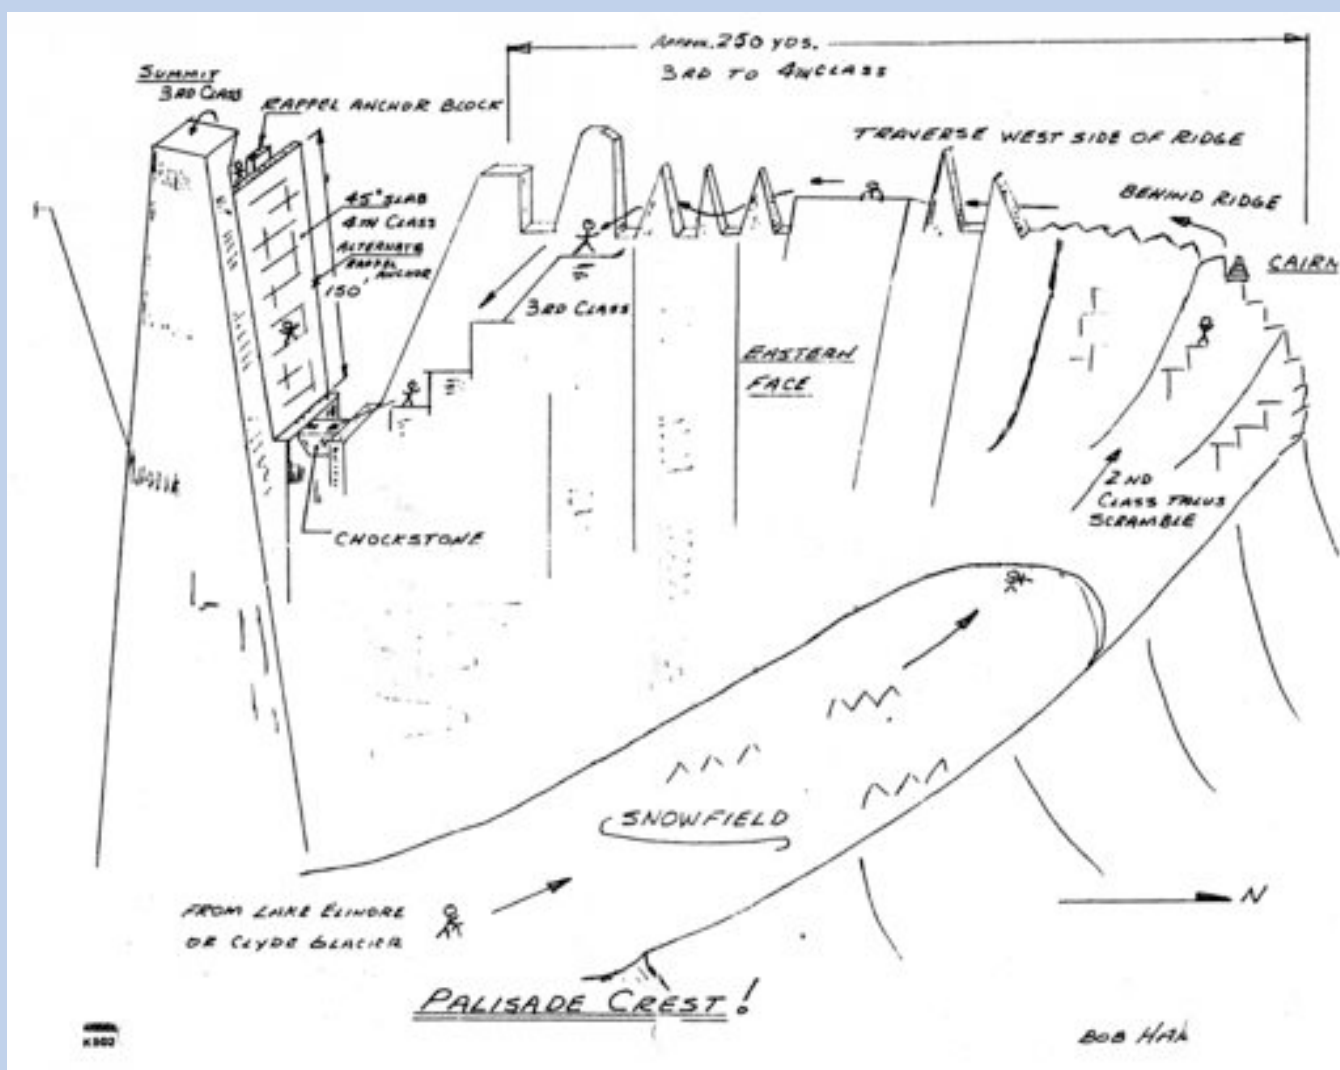 APPROX. 250 YDS.
3RD TO 4TH CLASS
SUMMIT
3RD CLASS
RAPPEL ANCHOR BLOCK
TRAVERSE WEST SIDE OF RIDGE
BEHIND RIDGE
CAIRN
45° SLAB
4TH CLASS
ALTERNATE
RAPPEL
ANCHOR
150'
3RD CLASS
EASTERN
FACE
2ND
CLASS TALUS
SCRAMBLE
CHOCKSTONE
SNOWFIELD
FROM LAKE ELINORE
OR CLYDE GLACIER
N
PALISADE CREST!
BOB